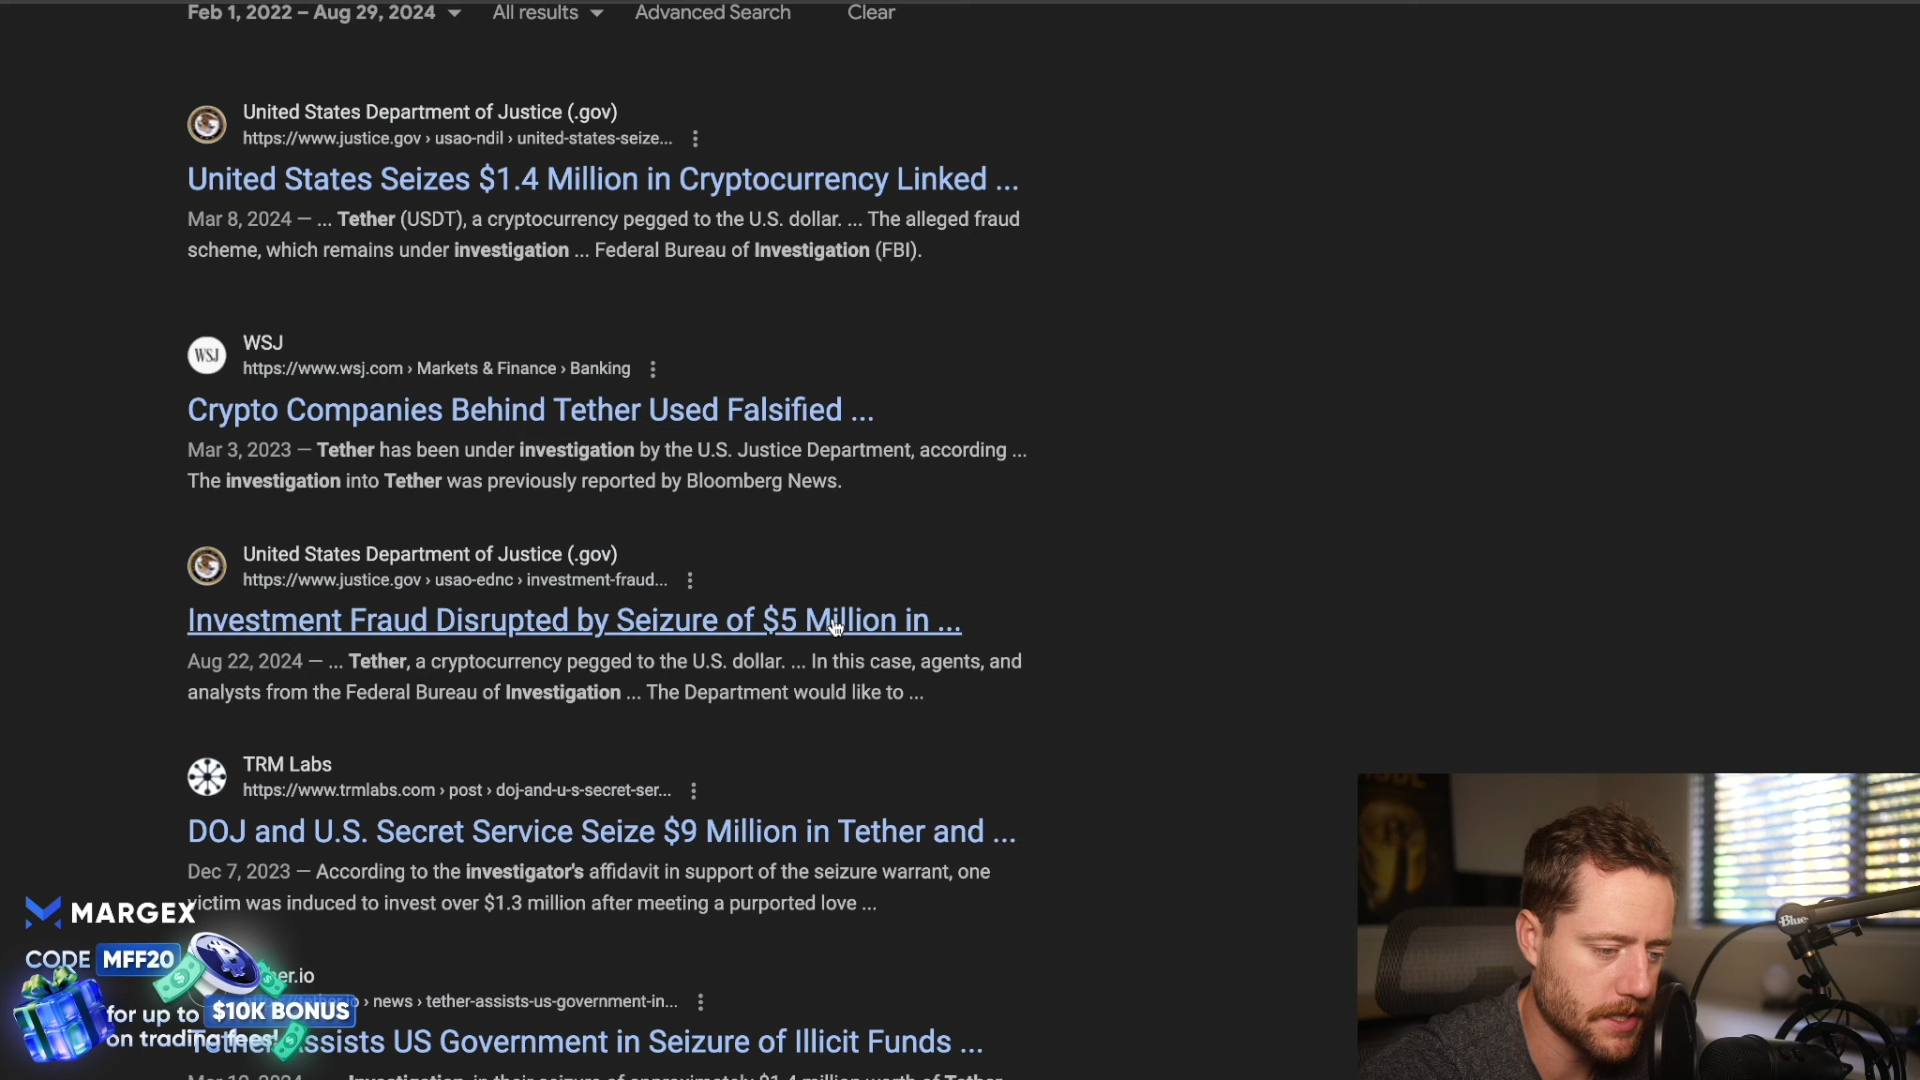 Feb 1, 2022 – Aug 29, 2024 All results Advanced Search Clear
United States Department of Justice (.gov)
https://www.justice.gov › usao-ndil › united-states-seize...
United States Seizes $1.4 Million in Cryptocurrency Linked ...
Mar 8, 2024 — ... Tether (USDT), a cryptocurrency pegged to the U.S. dollar. ... The alleged fraud
scheme, which remains under investigation ... Federal Bureau of Investigation (FBI).
WSJ
WSJ
https://www.wsj.com › Markets & Finance › Banking
Crypto Companies Behind Tether Used Falsified ...
Mar 3, 2023 — Tether has been under investigation by the U.S. Justice Department, according ...
The investigation into Tether was previously reported by Bloomberg News.
United States Department of Justice (.gov)
https://www.justice.gov › usao-ednc › investment-fraud...
Investment Fraud Disrupted by Seizure of $5 Million in ...
Aug 22, 2024 — ... Tether, a cryptocurrency pegged to the U.S. dollar. ... In this case, agents, and
analysts from the Federal Bureau of Investigation ... The Department would like to ...
TRM Labs
https://www.trmlabs.com › post › doj-and-u-s-secret-ser...
DOJ and U.S. Secret Service Seize $9 Million in Tether and ...
Dec 7, 2023 — According to the investigator's affidavit in support of the seizure warrant, one
victim was induced to invest over $1.3 million after meeting a purported love ...
MARGEX
CODE MFF20
for up to $10K BONUS
on trading fees!
› news › tether-assists-us-government-in...
Tether Assists US Government in Seizure of Illicit Funds ...
Blue